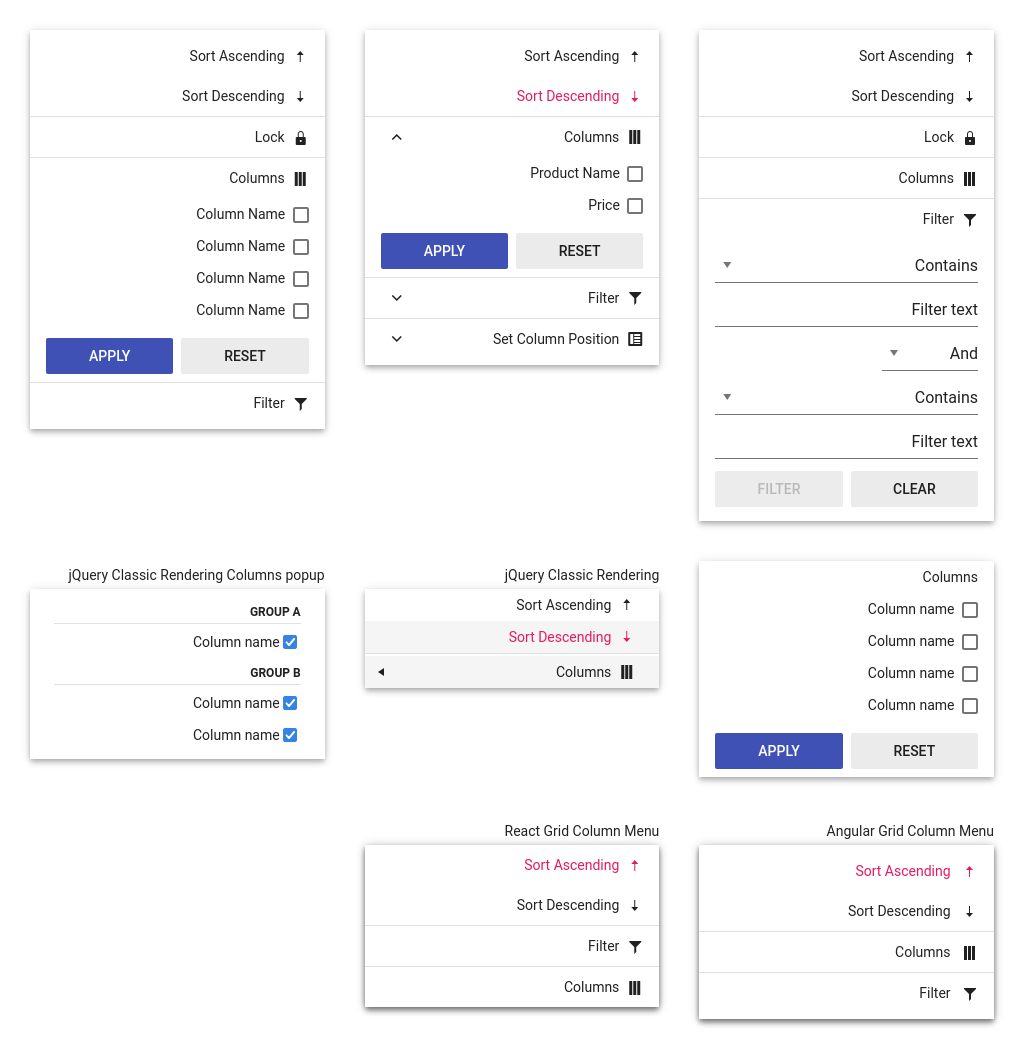 Sort Ascending
Sort Descending
Lock
Columns
Column Name
Column Name
Column Name
Column Name
APPLY RESET
Filter
Sort Ascending
Sort Descending
Columns
Product Name
Price
APPLY RESET
Filter
Set Column Position
Sort Ascending
Sort Descending
Lock
Columns
Filter
Contains
Filter text
And
Contains
Filter text
FILTER CLEAR
jQuery Classic Rendering Columns popup
GROUP A
Column name
GROUP B
Column name
Column name
jQuery Classic Rendering
Sort Ascending
Sort Descending
Columns
Columns
Column name
Column name
Column name
Column name
APPLY RESET
React Grid Column Menu
Sort Ascending
Sort Descending
Filter
Columns
Angular Grid Column Menu
Sort Ascending
Sort Descending
Columns
Filter